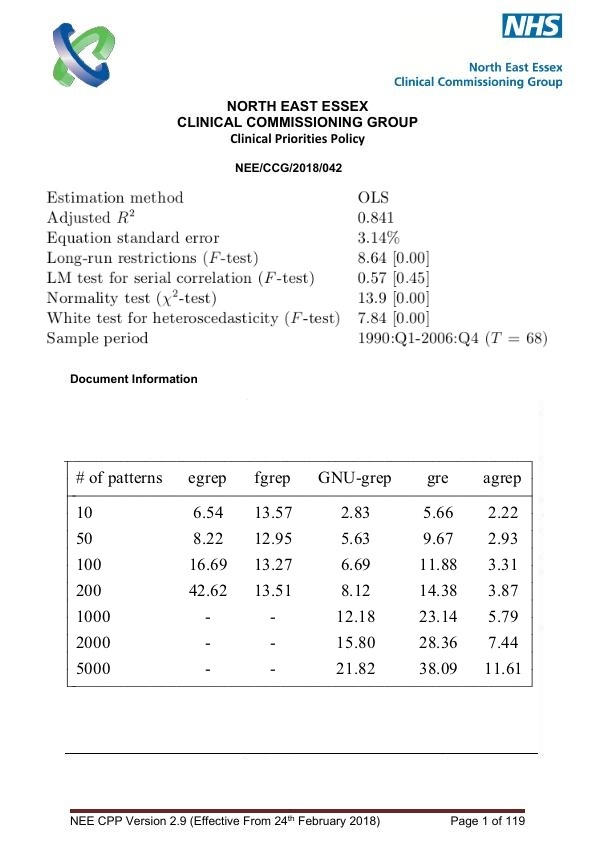 NHS
North East Essex
Clinical Commissioning Group
NORTH EAST ESSEX
CLINICAL COMMISSIONING GROUP
Clinical Priorities Policy
NEE/CCG/2018/042
Estimation method OLS
Adjusted R² 0.841
Equation standard error 3.14%
Long-run restrictions (F-test) 8.64 [0.00]
LM test for serial correlation (F-test) 0.57 [0.45]
Normality test (χ²-test) 13.9 [0.00]
White test for heteroscedasticity (F-test) 7.84 [0.00]
Sample period 1990:Q1-2006:Q4 (T = 68)
Document Information
# of patterns egrep fgrep GNU-grep gre agrep
10 6.54 13.57 2.83 5.66 2.22
50 8.22 12.95 5.63 9.67 2.93
100 16.69 13.27 6.69 11.88 3.31
200 42.62 13.51 8.12 14.38 3.87
1000 - - 12.18 23.14 5.79
2000 - - 15.80 28.36 7.44
5000 - - 21.82 38.09 11.61
NEE CPP Version 2.9 (Effective From 24th February 2018) Page 1 of 119